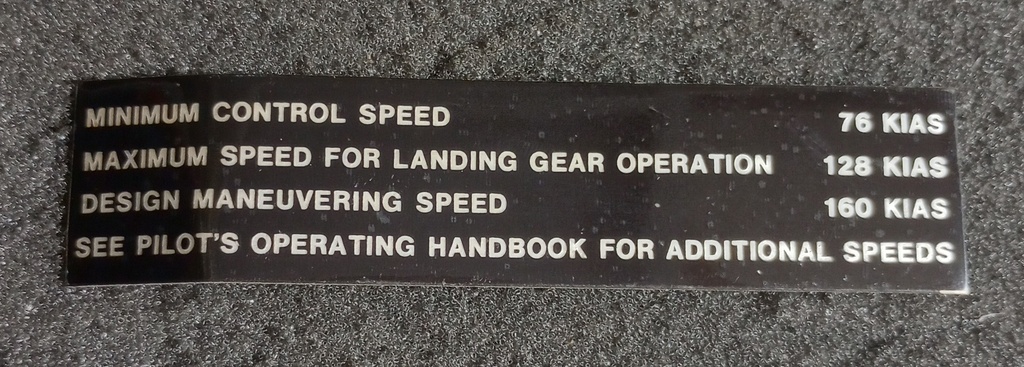 MINIMUM CONTROL SPEED 76 KIAS
MAXIMUM SPEED FOR LANDING GEAR OPERATION 128 KIAS
DESIGN MANEUVERING SPEED 160 KIAS
SEE PILOT'S OPERATING HANDBOOK FOR ADDITIONAL SPEEDS